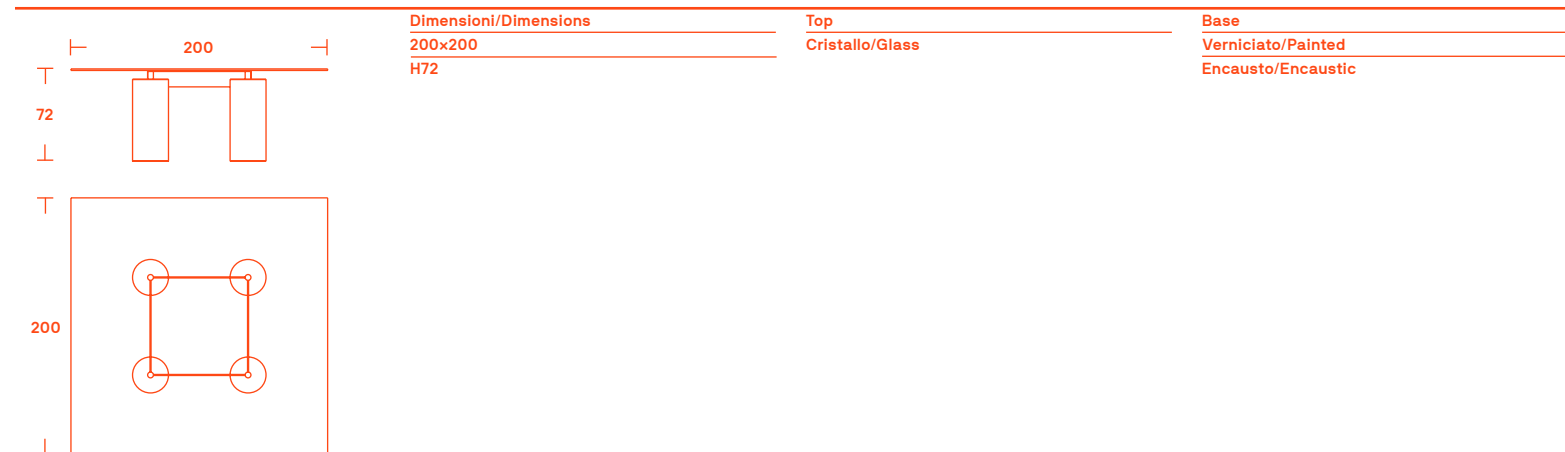 Dimensioni/Dimensions
200×200
H72
Top
Cristallo/Glass
Base
Verniciato/Painted
Encausto/Encaustic
200
72
200